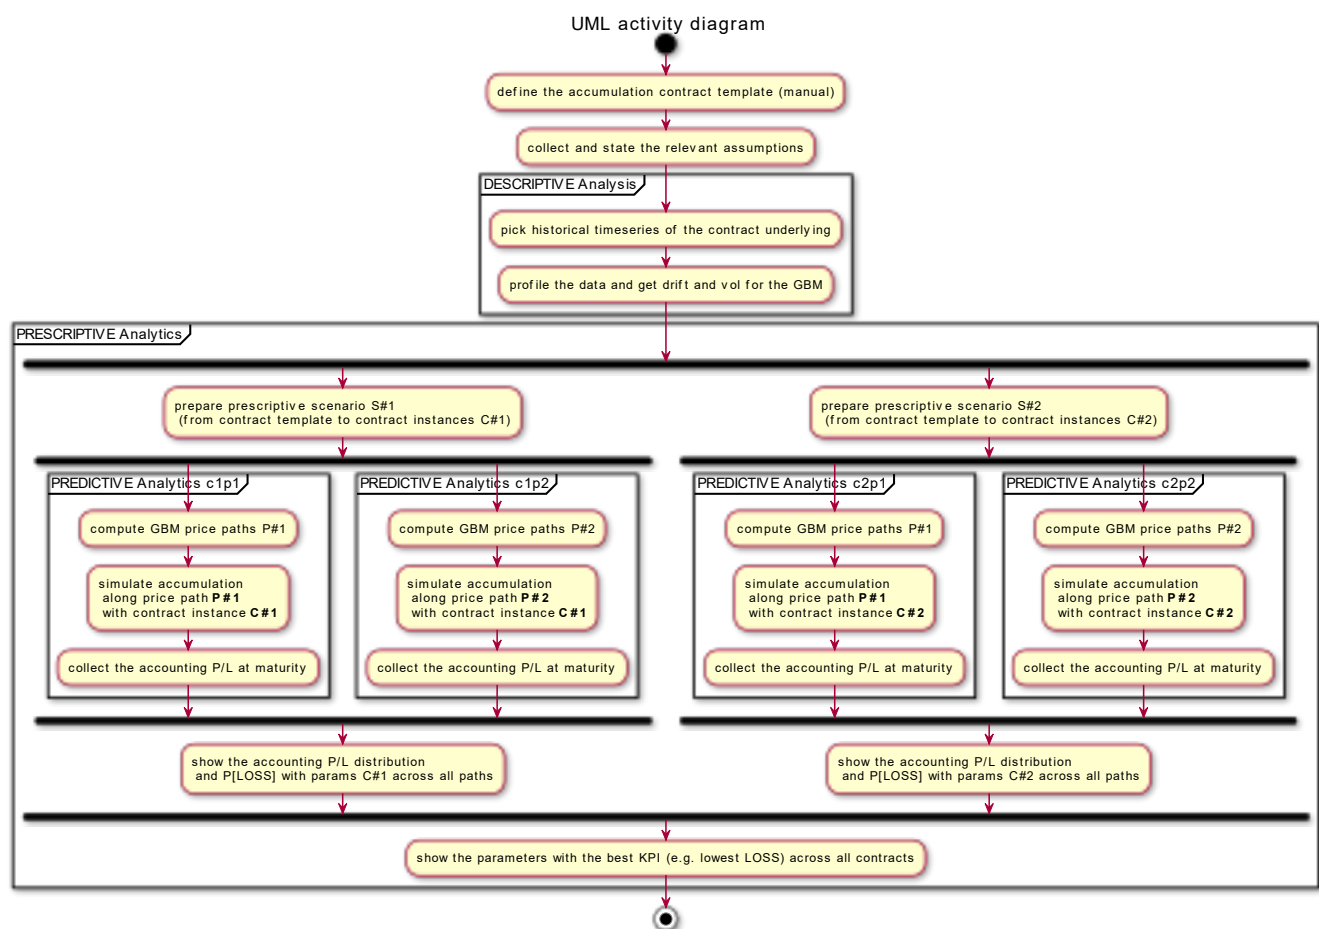 UML activity diagram
define the accumulation contract template (manual)
collect and state the relevant assumptions
DESCRIPTIVE Analysis
pick historical timeseries of the contract underlying
profile the data and get drift and vol for the GBM
PRESCRIPTIVE Analytics
prepare prescriptive scenario S#1
(from contract template to contract instances C#1)
prepare prescriptive scenario S#2
(from contract template to contract instances C#2)
PREDICTIVE Analytics c1p1
compute GBM price paths P#1
simulate accumulation
along price path P#1
with contract instance C#1
collect the accounting P/L at maturity
PREDICTIVE Analytics c1p2
compute GBM price paths P#2
simulate accumulation
along price path P#2
with contract instance C#1
collect the accounting P/L at maturity
PREDICTIVE Analytics c2p1
compute GBM price paths P#1
simulate accumulation
along price path P#1
with contract instance C#2
collect the accounting P/L at maturity
PREDICTIVE Analytics c2p2
compute GBM price paths P#2
simulate accumulation
along price path P#2
with contract instance C#2
collect the accounting P/L at maturity
show the accounting P/L distribution
and P[LOSS] with params C#1 across all paths
show the accounting P/L distribution
and P[LOSS] with params C#2 across all paths
show the parameters with the best KPI (e.g. lowest LOSS) across all contracts